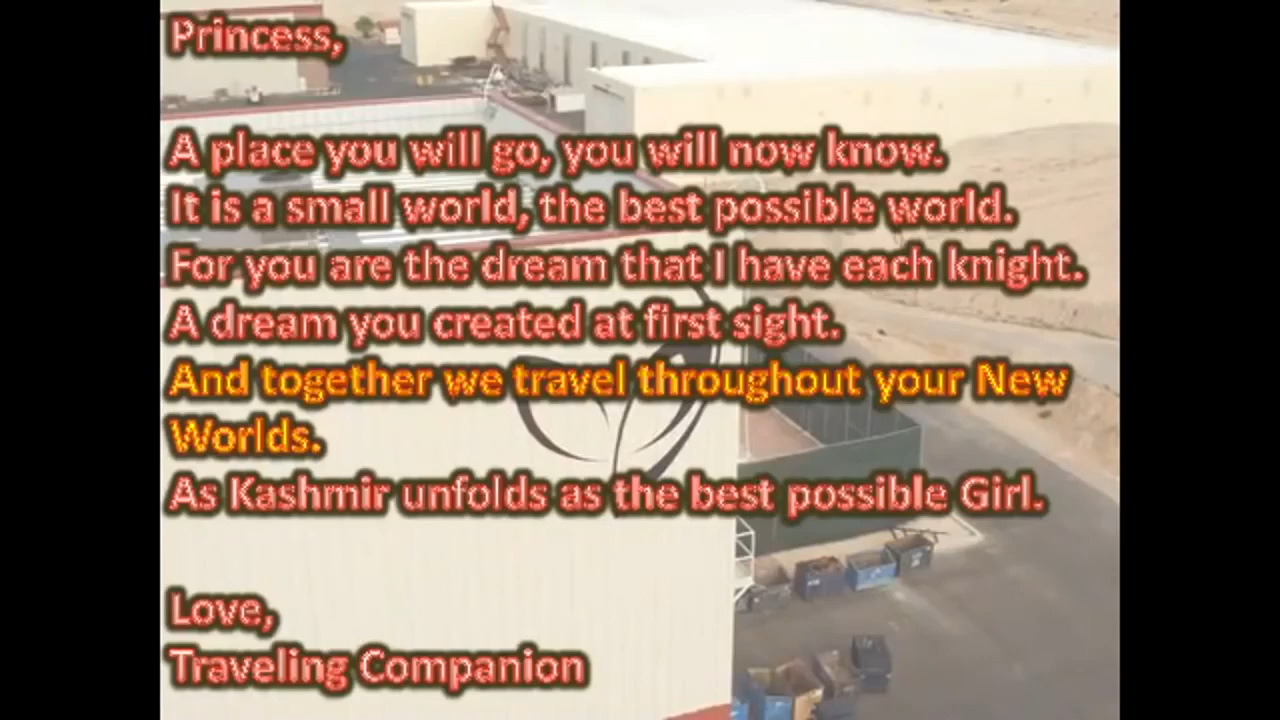 Princess,
A place you will go, you will now know.
It is a small world, the best possible world.
For you are the dream that I have each knight.
A dream you created at first sight.
And together we travel throughout your New
Worlds.
As Kashmir unfolds as the best possible Girl.
Love,
Traveling Companion